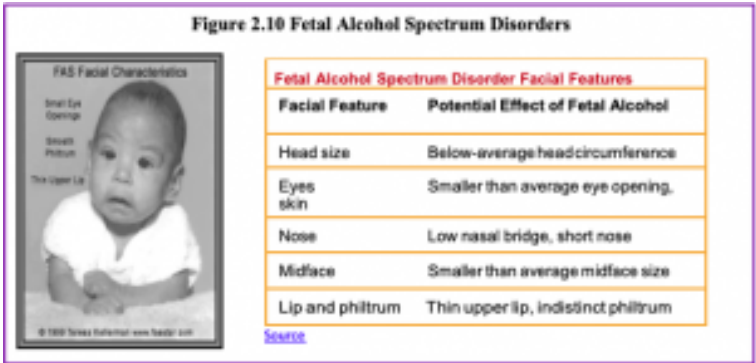 Figure 2.10 Fetal Alcohol Spectrum Disorders
FAS Facial Characteristics
Small Eye
Openings
Smooth
Philtrum
Thin Upper Lip
Fetal Alcohol Spectrum Disorder Facial Features
Facial Feature Potential Effect of Fetal Alcohol
Head size Below-average head circumference
Eyes Smaller than average eye opening,
skin
Nose Low nasal bridge, short nose
Midface Smaller than average midface size
Lip and philtrum Thin upper lip, indistinct philtrum
Source